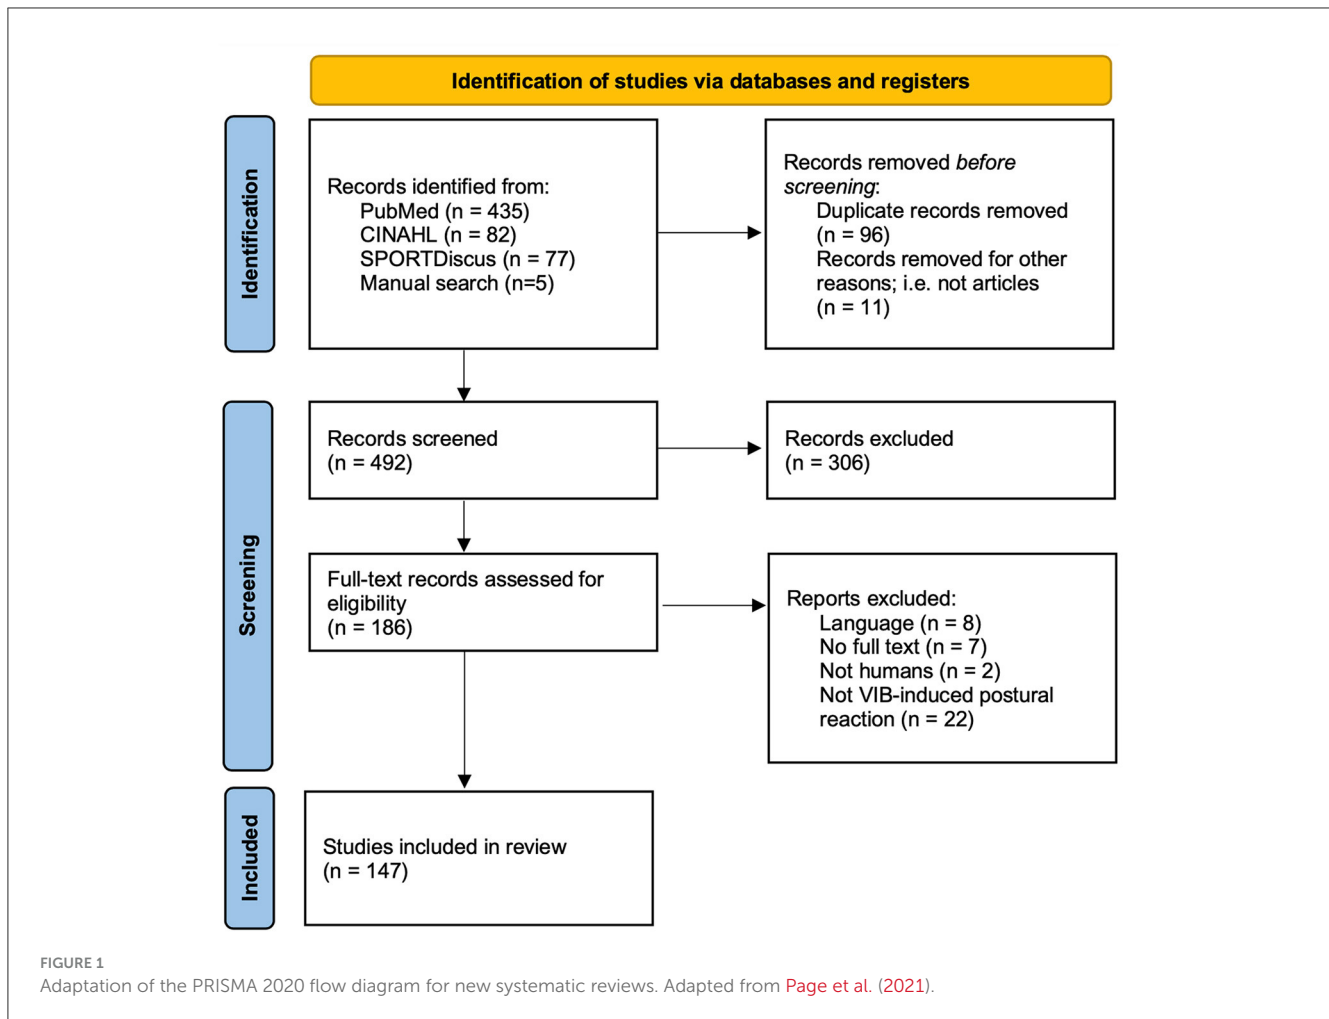 Identification of studies via databases and registers
Identification
Records identified from:
PubMed (n = 435)
CINAHL (n = 82)
SPORTDiscus (n = 77)
Manual search (n=5)
Records removed before
screening:
Duplicate records removed
(n = 96)
Records removed for other
reasons; i.e. not articles
(n = 11)
Screening
Records screened
(n = 492)
Records excluded
(n = 306)
Full-text records assessed for
eligibility
(n = 186)
Reports excluded:
Language (n = 8)
No full text (n = 7)
Not humans (n = 2)
Not VIB-induced postural
reaction (n = 22)
Included
Studies included in review
(n = 147)
FIGURE 1
Adaptation of the PRISMA 2020 flow diagram for new systematic reviews. Adapted from Page et al. (2021).